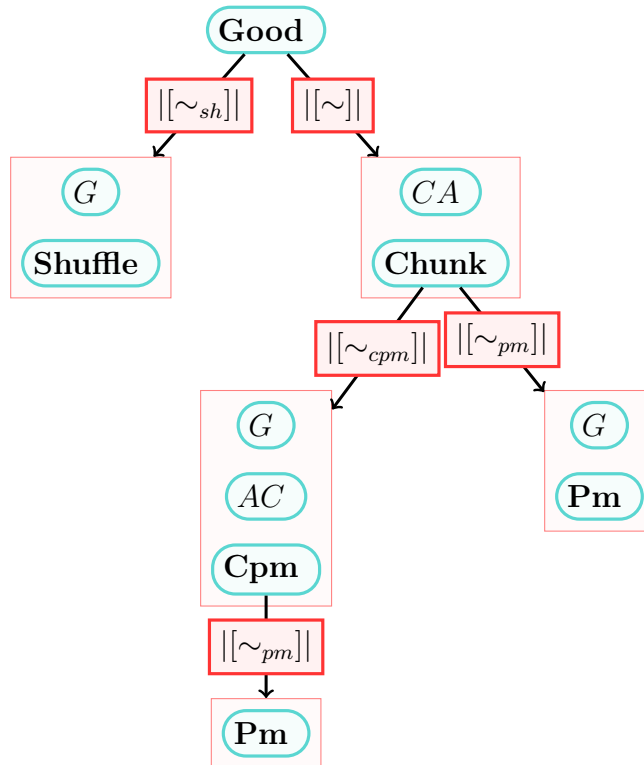 Good
|[∼sh]| |[∼]|
G CA
Shuffle Chunk
|[∼cpm]| |[∼pm]|
G G
AC Pm
Cpm
|[∼pm]|
Pm